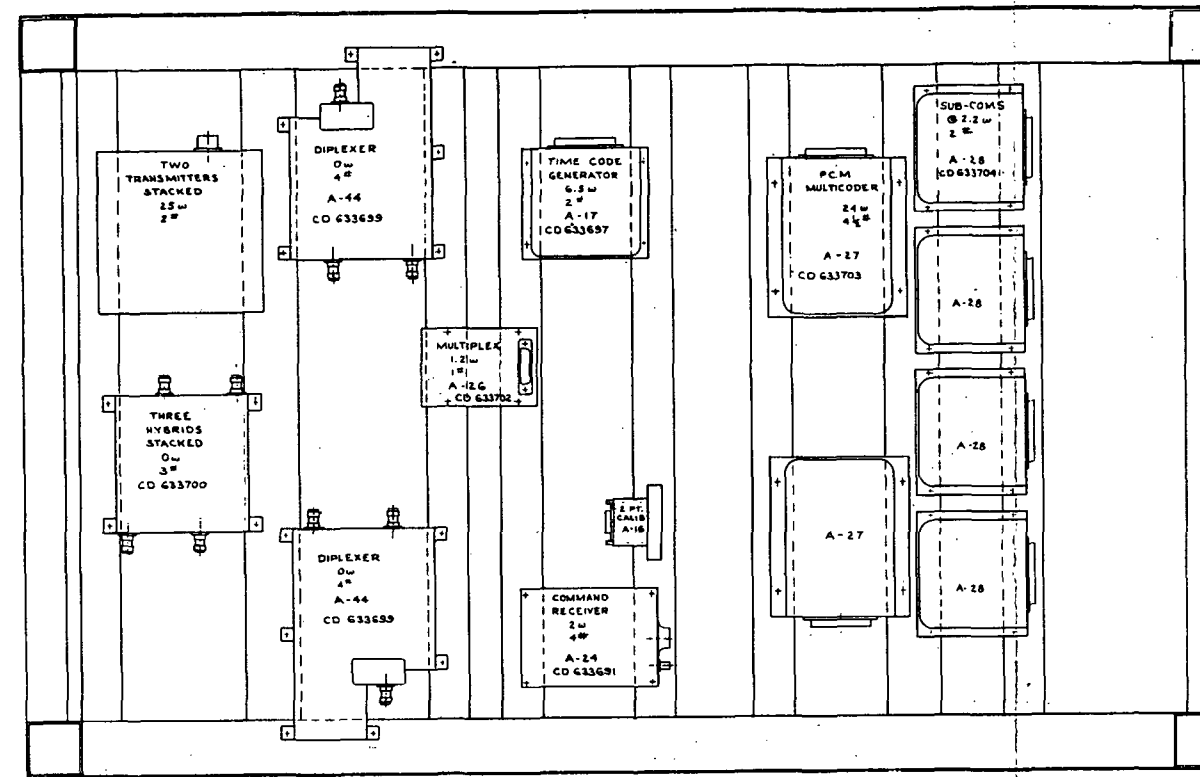 TWO
TRANSMITTERS
STACKED
25 w
2 #
DIPLEXER
0 w
4 #
A-44
CD 633699
TIME CODE
GENERATOR
6.5 w
2 #
A-17
CD 633697
P.C.M
MULTICODER
24 w
4 1/2 #
A-27
CD 633703
SUB-COMS
@ 2.2 w
2 #
A-28
CD 633704
A-28
MULTIPLEX
1.2 w
1 #
A-126
CD 633702
THREE
HYBRIDS
STACKED
0 w
3 #
CD 633700
A-28
2 PT.
CALIB
A-16
A-27
DIPLEXER
0 w
4 #
A-44
CD 633699
COMMAND
RECEIVER
2 w
4 #
A-24
CD 633691
A-28